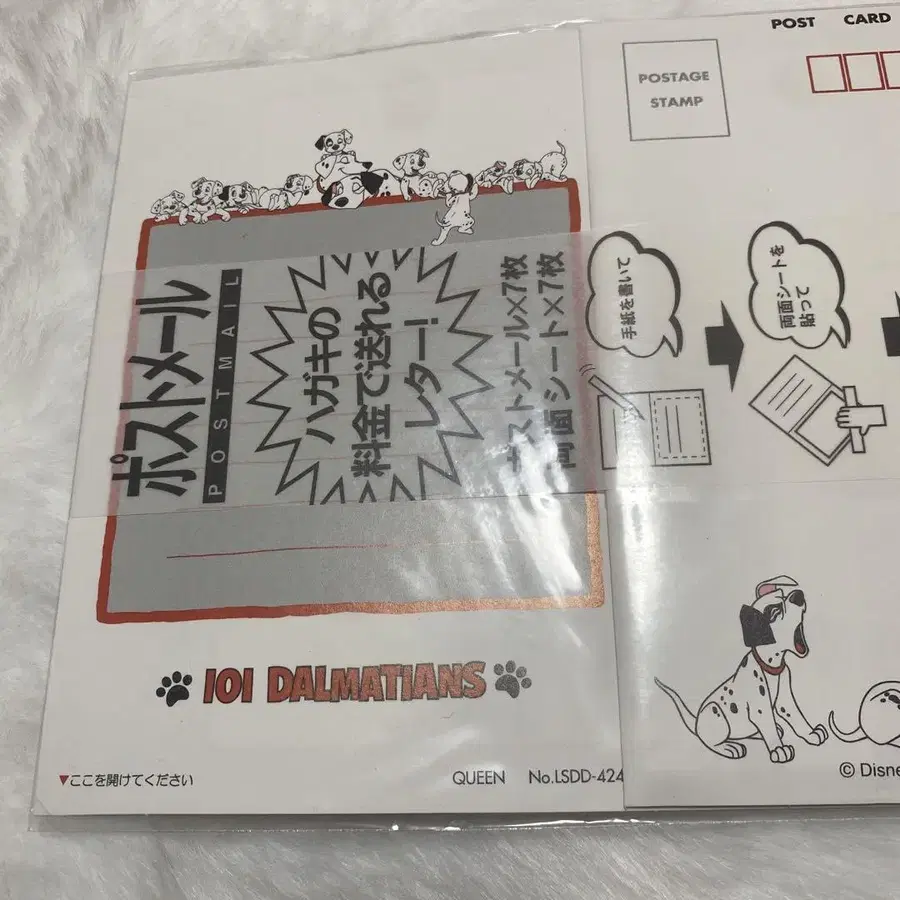 POST CARD
POSTAGE
STAMP
ポストメール
POSTMAIL
ハガキの
料金で送れる
レター!
ポストメール×7枚
両面シート×7枚
手紙を書いて
両面シートを
貼って
101 DALMATIANS
▼ここを開けてください
QUEEN No.LSDD-424
© Disne